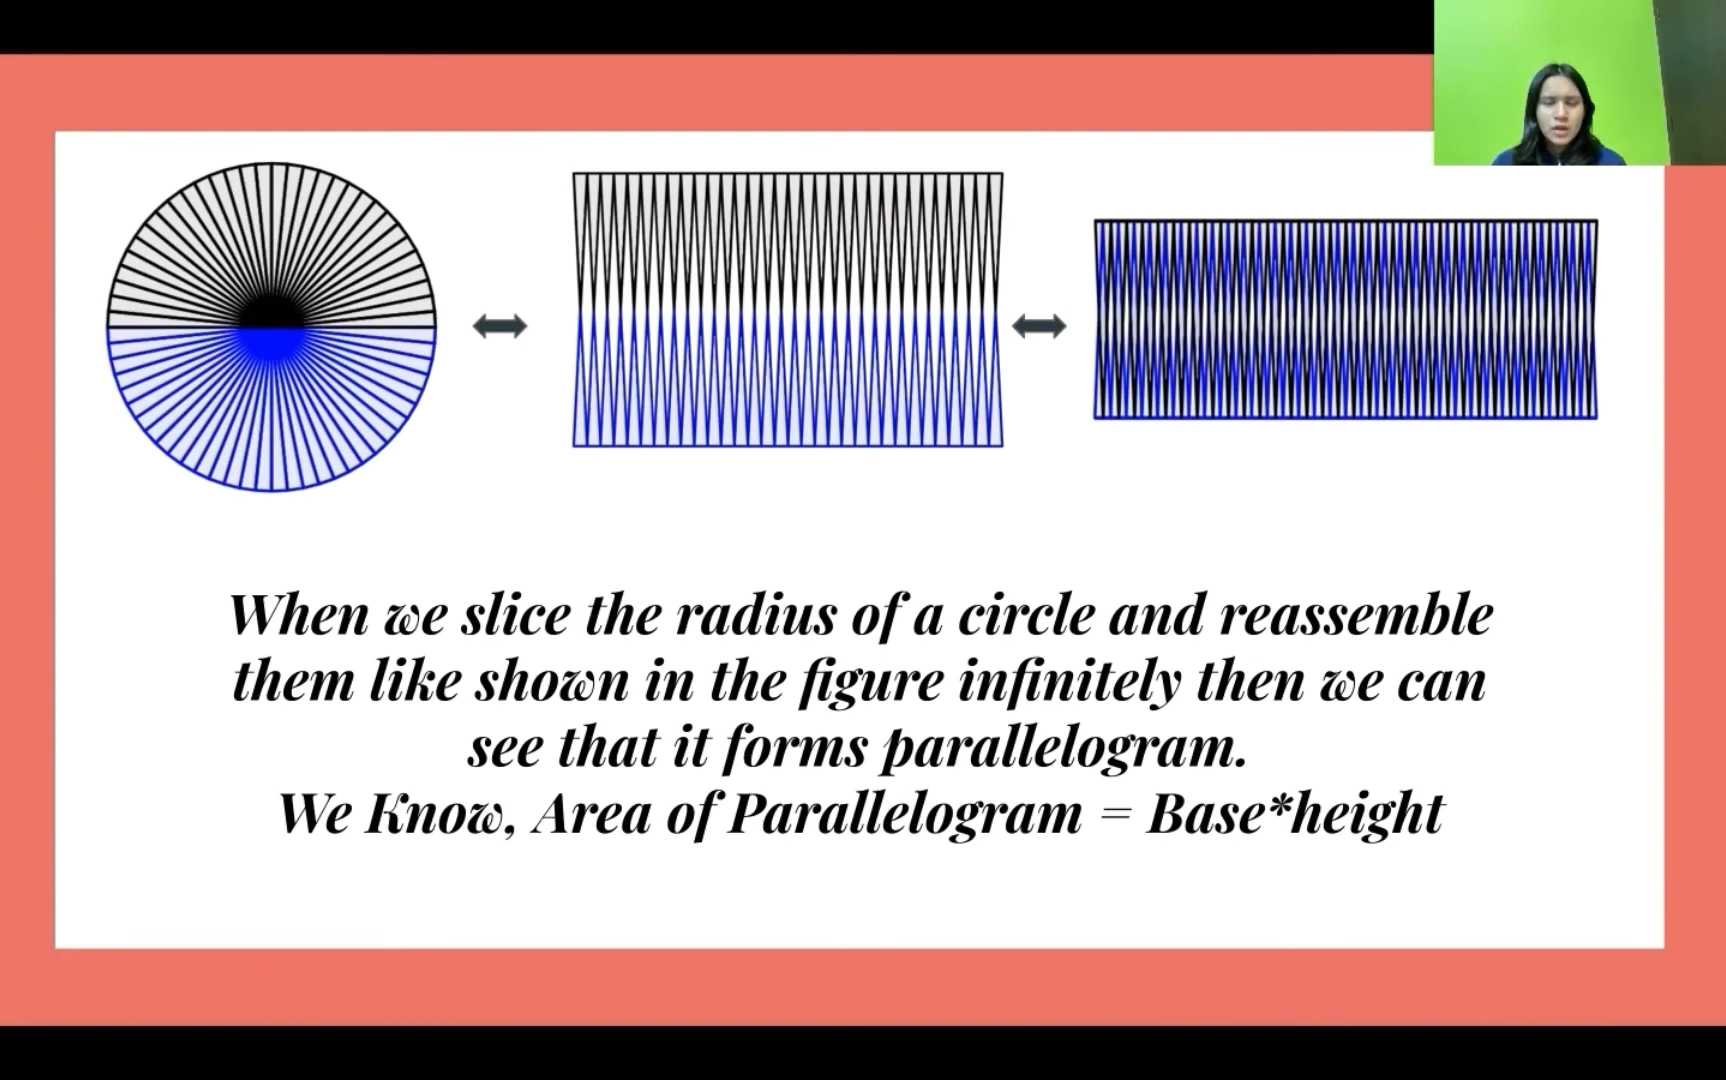 When we slice the radius of a circle and reassemble
them like shown in the figure infinitely then we can
see that it forms parallelogram.
We Know, Area of Parallelogram = Base*height